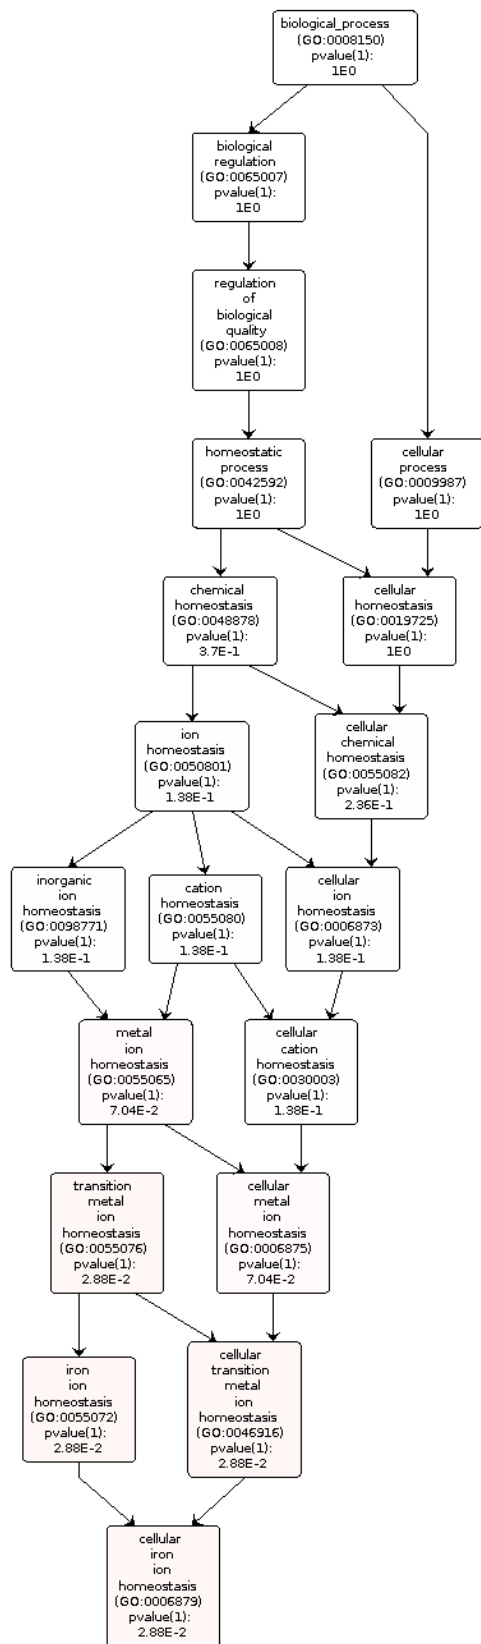 biological_process
(GO:0008150)
pvalue(1):
1E0
biological
regulation
(GO:0065007)
pvalue(1):
1E0
regulation
of
biological
quality
(GO:0065008)
pvalue(1):
1E0
homeostatic
process
(GO:0042592)
pvalue(1):
1E0
cellular
process
(GO:0009987)
pvalue(1):
1E0
chemical
homeostasis
(GO:0048878)
pvalue(1):
3.7E-1
cellular
homeostasis
(GO:0019725)
pvalue(1):
1E0
ion
homeostasis
(GO:0050801)
pvalue(1):
1.38E-1
cellular
chemical
homeostasis
(GO:0055082)
pvalue(1):
2.36E-1
inorganic
ion
homeostasis
(GO:0098771)
pvalue(1):
1.38E-1
cation
homeostasis
(GO:0055080)
pvalue(1):
1.38E-1
cellular
ion
homeostasis
(GO:0006873)
pvalue(1):
1.38E-1
metal
ion
homeostasis
(GO:0055065)
pvalue(1):
7.04E-2
cellular
cation
homeostasis
(GO:0030003)
pvalue(1):
1.38E-1
transition
metal
ion
homeostasis
(GO:0055076)
pvalue(1):
2.88E-2
cellular
metal
ion
homeostasis
(GO:0006875)
pvalue(1):
7.04E-2
iron
ion
homeostasis
(GO:0055072)
pvalue(1):
2.88E-2
cellular
transition
metal
ion
homeostasis
(GO:0046916)
pvalue(1):
2.88E-2
cellular
iron
ion
homeostasis
(GO:0006879)
pvalue(1):
2.88E-2